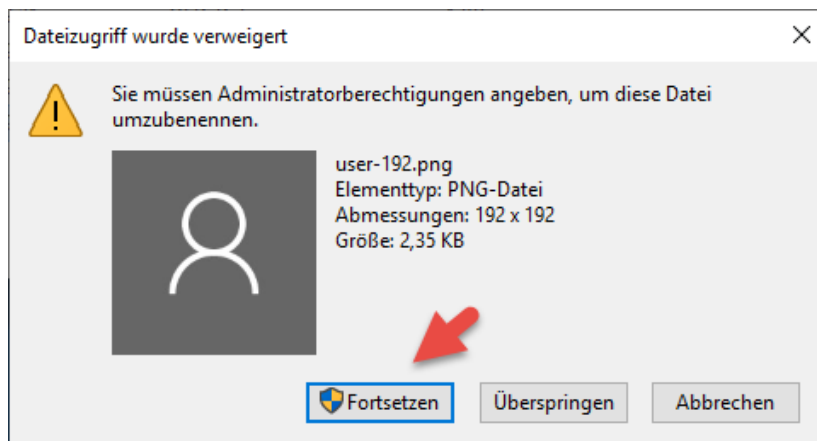 Dateizugriff wurde verweigert
Sie müssen Administratorberechtigungen angeben, um diese Datei
umzubenennen.
user-192.png
Elementtyp: PNG-Datei
Abmessungen: 192 x 192
Größe: 2,35 KB
Fortsetzen
Überspringen
Abbrechen